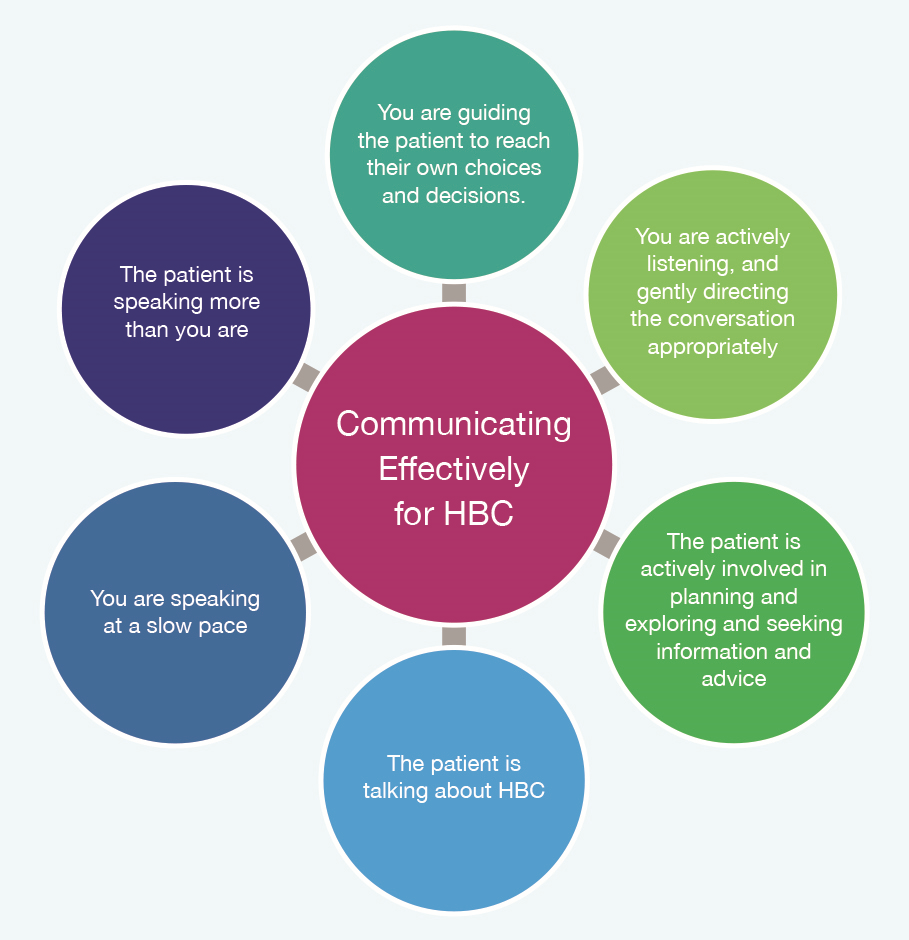 You are guiding
the patient to reach
their own choices
and decisions.
You are actively
listening, and
gently directing
the conversation
appropriately
The patient is
actively involved in
planning and
exploring and seeking
information and
advice
The patient is
talking about HBC
You are speaking
at a slow pace
The patient is
speaking more
than you are
Communicating
Effectively
for HBC